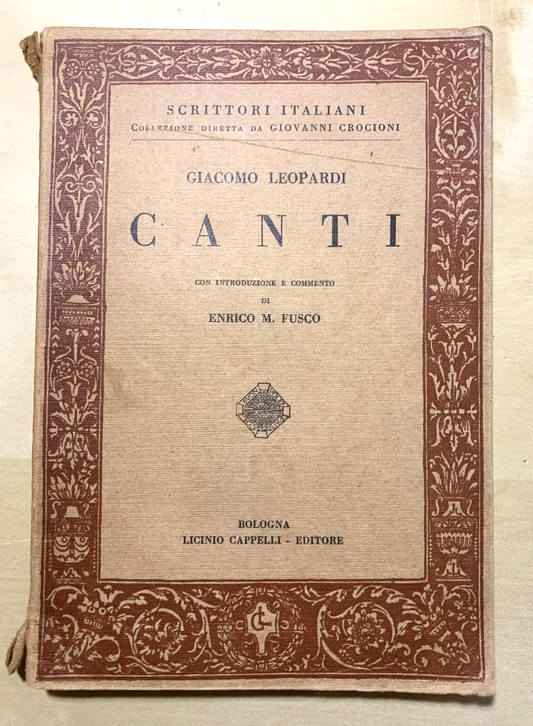 SCRITTORI ITALIANI
COLLEZIONE DIRETTA DA GIOVANNI CROCIONI
GIACOMO LEOPARDI
CANTI
CON INTRODUZIONE E COMMENTO
DI
ENRICO M. FUSCO
BOLOGNA
LICINIO CAPPELLI - EDITORE